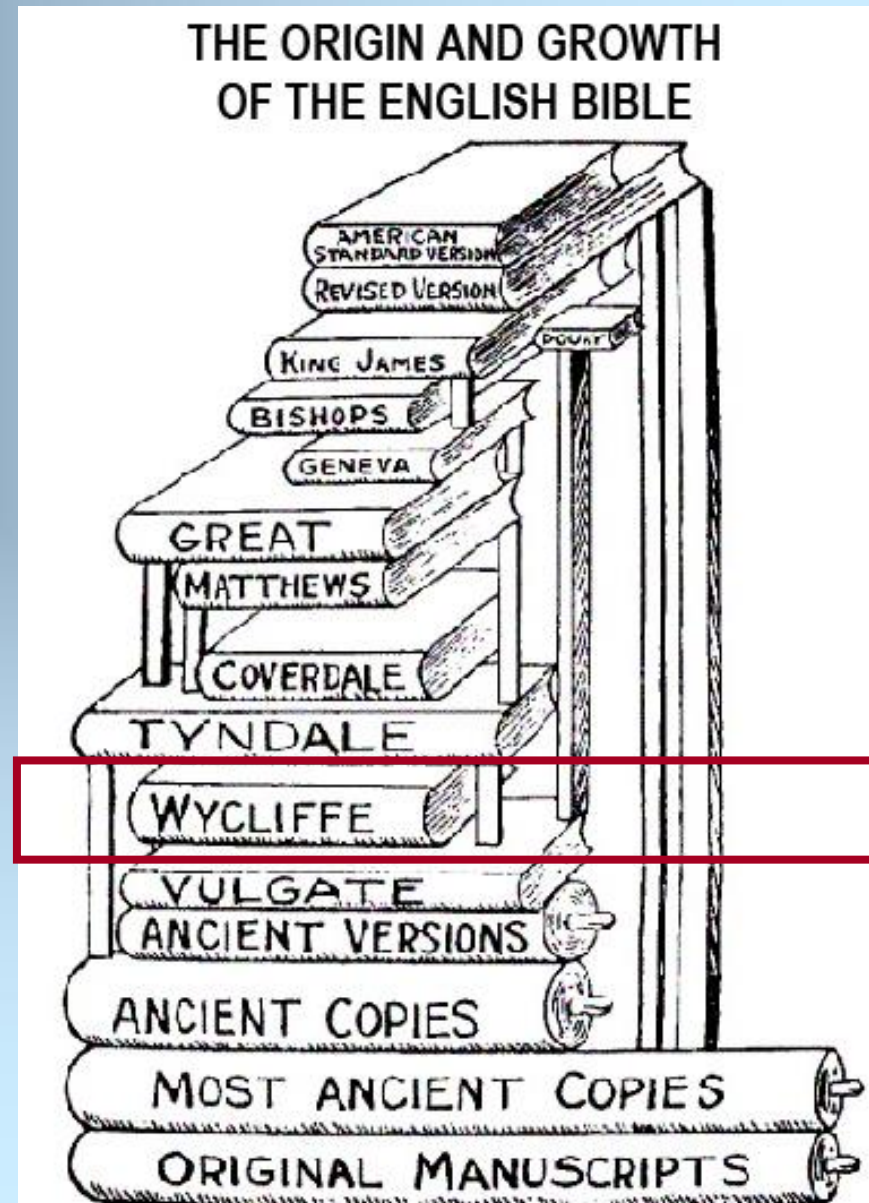 THE ORIGIN AND GROWTH
OF THE ENGLISH BIBLE
AMERICAN
STANDARD VERSION
REVISED VERSION
DOUAY
KING JAMES
BISHOPS
GENEVA
GREAT
MATTHEWS
COVERDALE
TYNDALE
WYCLIFFE
VULGATE
ANCIENT VERSIONS
ANCIENT COPIES
MOST ANCIENT COPIES
ORIGINAL MANUSCRIPTS